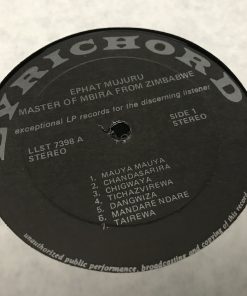 LYRICHORD
EPHAT MUJURU
MASTER OF MBIRA FROM ZIMBABWE
exceptional LP records for the discerning listener
LLST 7398 A
STEREO
SIDE 1
STEREO
1. MAUYA MAUYA
2. CHANDASARIRA
3. CHIGWAYA
4. TICHAZVIREWA
5. DANGWIZA
6. MANDARE NDARE
7. TAIREWA
unauthorized public performance, broadcasting and copying of this record